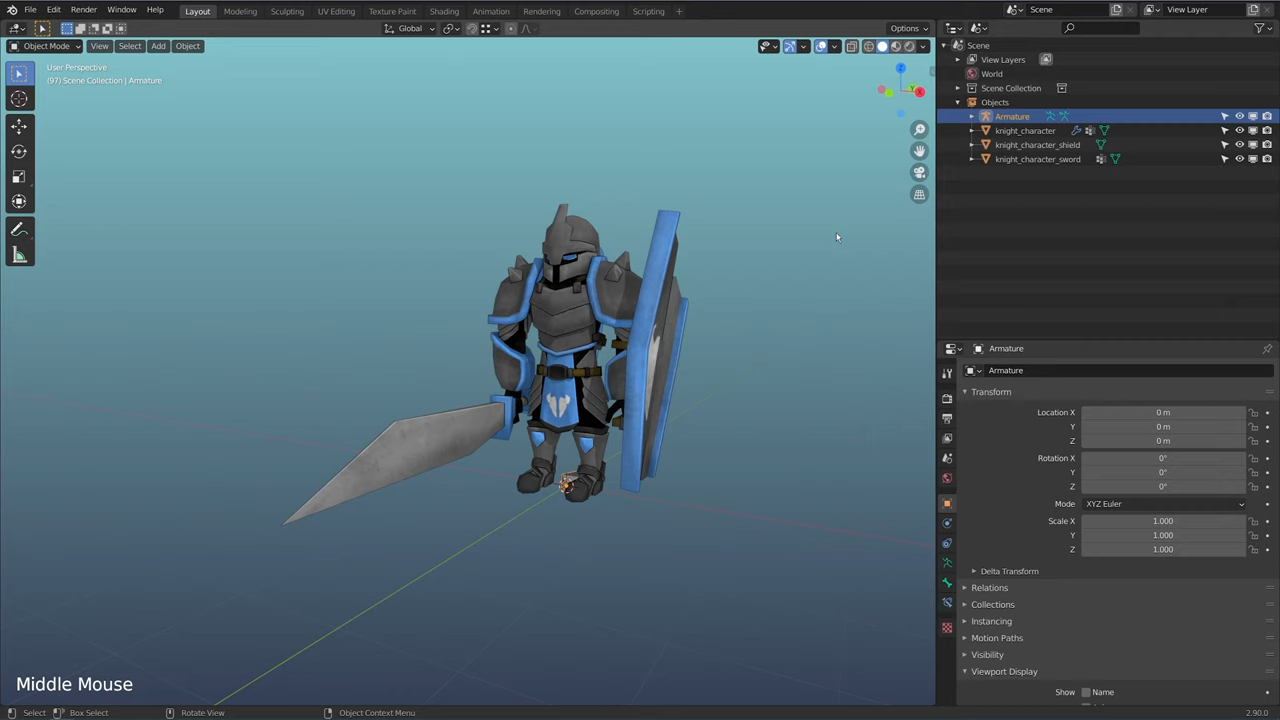 File Edit Render Window Help Layout Modeling Sculpting UV Editing Texture Paint Shading Animation Rendering Compositing Scripting + Scene View Layer
Global Options
Object Mode View Select Add Object
User Perspective
(97) Scene Collection | Armature
Z
Y
X
Scene
View Layers
World
Scene Collection
Objects
Armature
knight_character
knight_character_shield
knight_character_sword
Armature
Armature
Transform
Location X 0 m
Y 0 m
Z 0 m
Rotation X 0°
Y 0°
Z 0°
Mode XYZ Euler
Scale X 1.000
Y 1.000
Z 1.000
Delta Transform
Relations
Collections
Instancing
Motion Paths
Visibility
Viewport Display
Show Name
Middle Mouse
Select Box Select Rotate View Object Context Menu 2.90.0